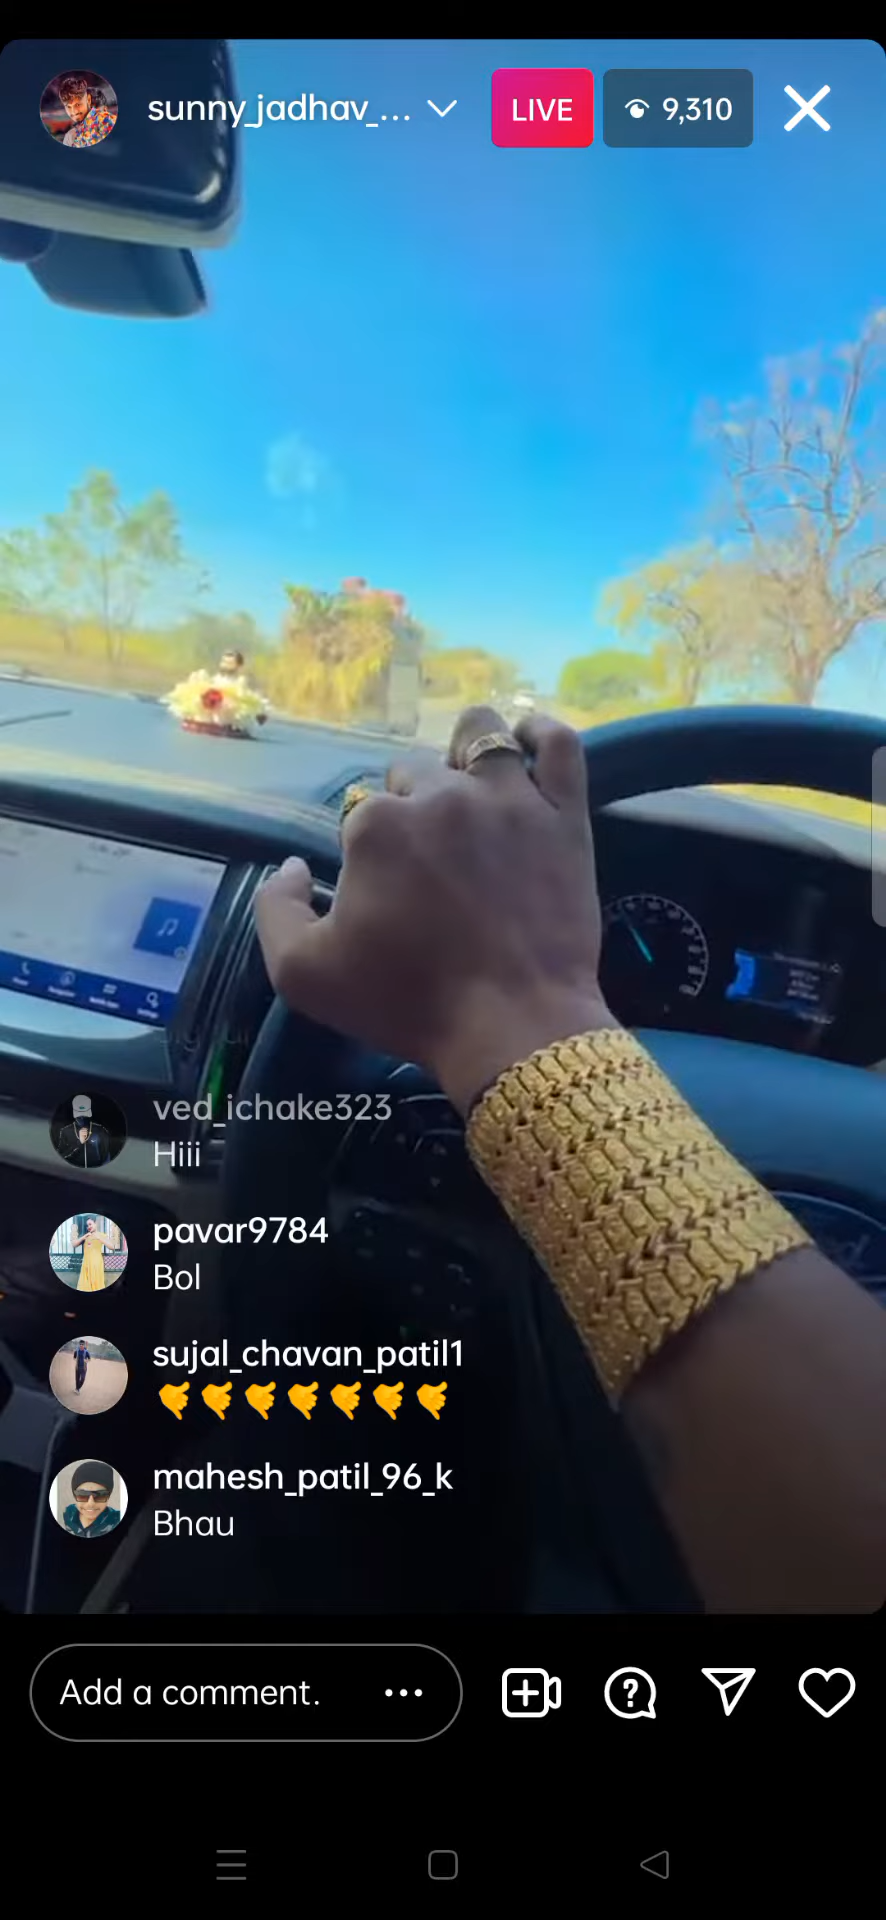 sunny_jadhav_...
LIVE
9,310
ved_ichake323
Hiii
pavar9784
Bol
sujal_chavan_patil1
🤙🤙🤙🤙🤙🤙🤙
mahesh_patil_96_k
Bhau
Add a comment.